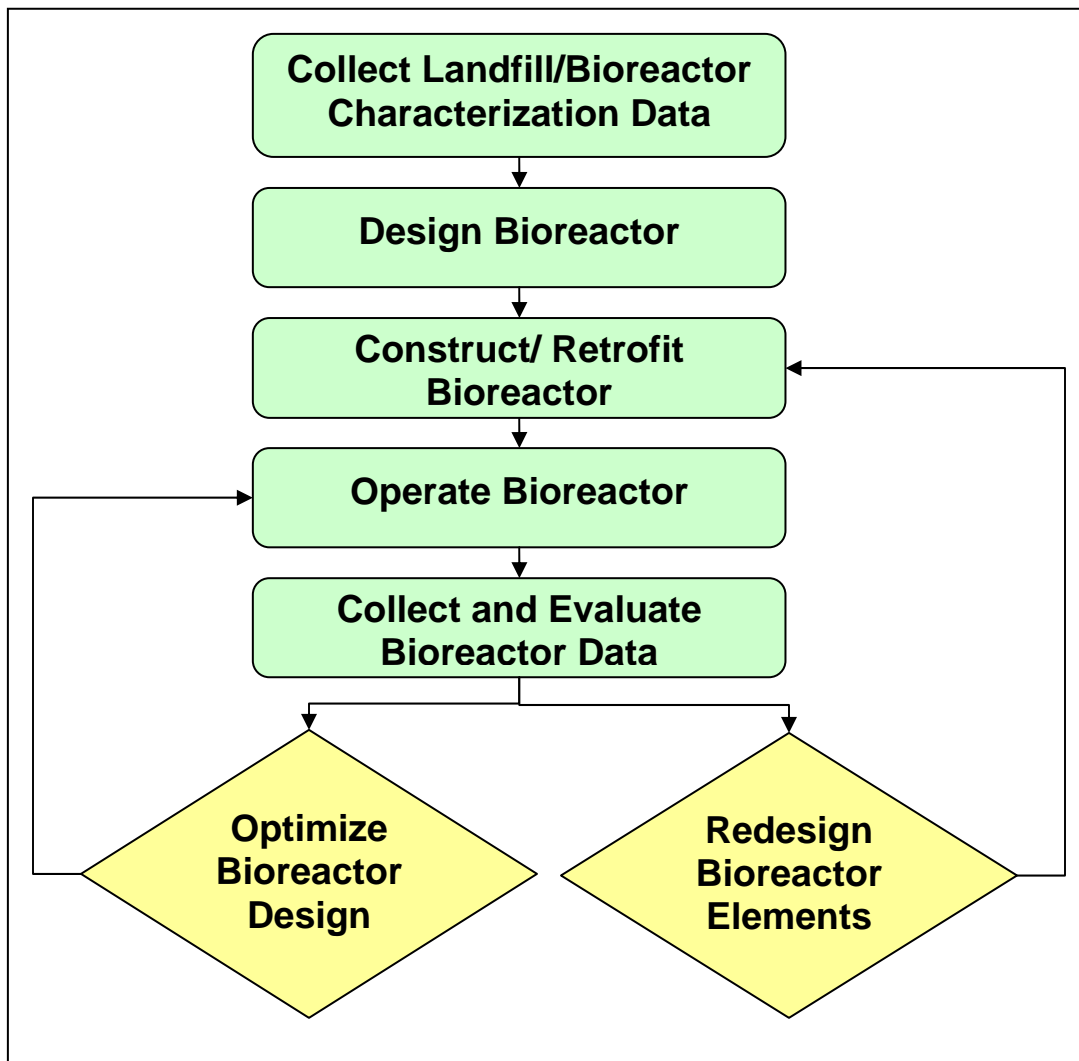 Collect Landfill/Bioreactor
Characterization Data
Design Bioreactor
Construct/ Retrofit
Bioreactor
Operate Bioreactor
Collect and Evaluate
Bioreactor Data
Optimize
Bioreactor
Design
Redesign
Bioreactor
Elements